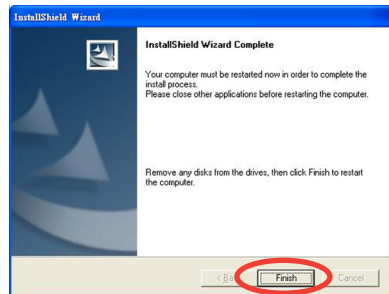 InstallShield Wizard
InstallShield Wizard Complete
Your computer must be restarted now in order to complete the
install process.
Please close other applications before restarting the computer.
Remove any disks from the drives, then click Finish to restart
the computer.
< Ba
Finish
Cancel